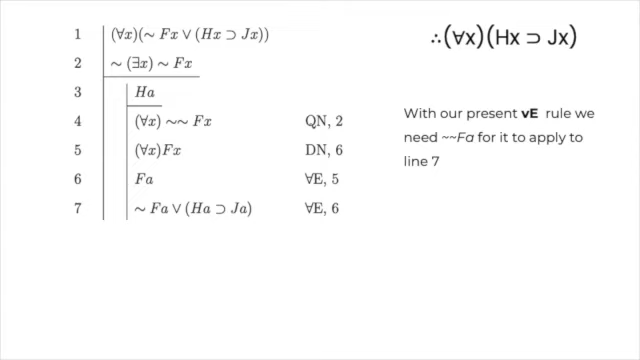 1 (∀x)(∼ Fx ∨ (Hx ⊃ Jx))
2 ∼ (∃x) ∼ Fx
3 Ha
4 (∀x) ∼∼ Fx QN, 2
5 (∀x)Fx DN, 6
6 Fa ∀E, 5
7 ∼ Fa ∨ (Ha ⊃ Ja) ∀E, 6
∴(∀x)(Hx ⊃ Jx)
With our present vE rule we
need ~~Fa for it to apply to
line 7